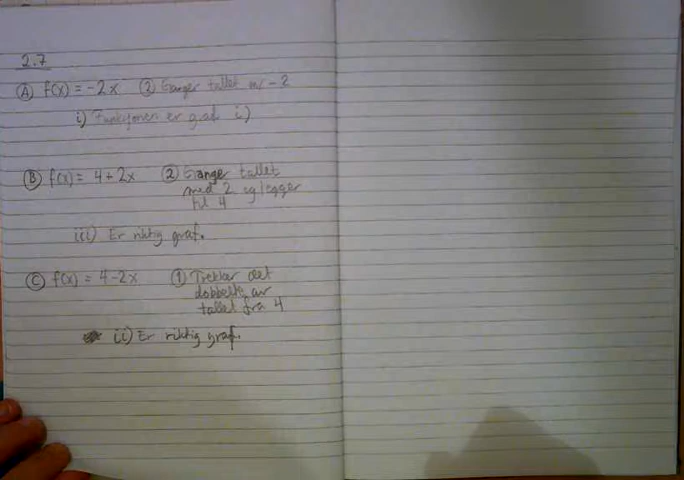 2.7
A f(x) = -2x 2 Ganger tallet av -2
i) Funksjonen er graf i)
B f(x) = 4+2x 2 Ganger tallet
med 2 og legger
til 4
iii) Er riktig graf.
C f(x) = 4-2x 1 Trekker det
dobbelte av
tallet fra 4
ii) Er riktig graf.